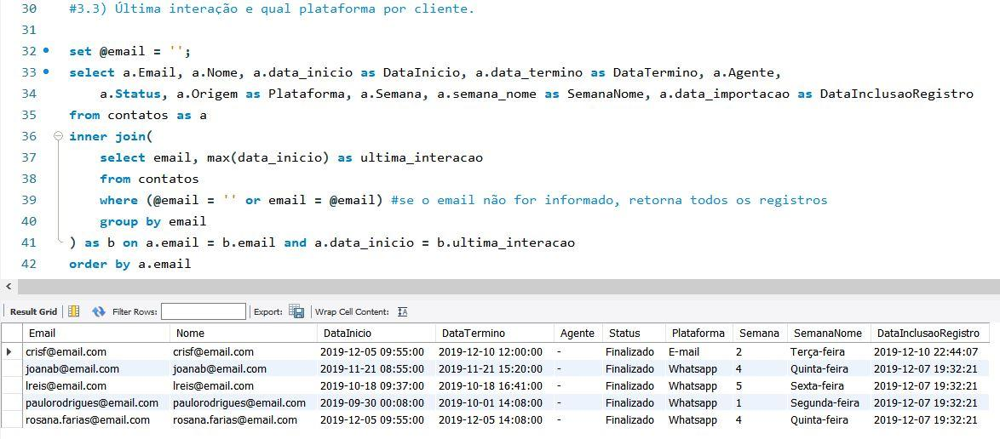 30 #3.3) Última interação e qual plataforma por cliente.
31
32 set @email = '';
33 select a.Email, a.Nome, a.data_inicio as DataInicio, a.data_termino as DataTermino, a.Agente,
34 a.Status, a.Origem as Plataforma, a.Semana, a.semana_nome as SemanaNome, a.data_importacao as DataInclusaoRegistro
35 from contatos as a
36 inner join(
37 select email, max(data_inicio) as ultima_interacao
38 from contatos
39 where (@email = '' or email = @email) #se o email não for informado, retorna todos os registros
40 group by email
41 ) as b on a.email = b.email and a.data_inicio = b.ultima_interacao
42 order by a.email
Result Grid Filter Rows: Export: Wrap Cell Content:
Email Nome DataInicio DataTermino Agente Status Plataforma Semana SemanaNome DataInclusaoRegistro
crisf@email.com crisf@email.com 2019-12-05 09:55:00 2019-12-10 12:00:00 - Finalizado E-mail 2 Terça-feira 2019-12-10 22:44:07
joanab@email.com joanab@email.com 2019-11-21 08:55:00 2019-11-21 15:20:00 - Finalizado Whatsapp 4 Quinta-feira 2019-12-07 19:32:21
lreis@email.com lreis@email.com 2019-10-18 09:37:00 2019-10-18 16:41:00 - Finalizado Whatsapp 5 Sexta-feira 2019-12-07 19:32:21
paulorodrigues@email.com paulorodrigues@email.com 2019-09-30 00:08:00 2019-10-01 14:08:00 - Finalizado Whatsapp 1 Segunda-feira 2019-12-07 19:32:21
rosana.farias@email.com rosana.farias@email.com 2019-12-05 09:55:00 2019-12-05 14:08:00 - Finalizado Whatsapp 4 Quinta-feira 2019-12-07 19:32:21